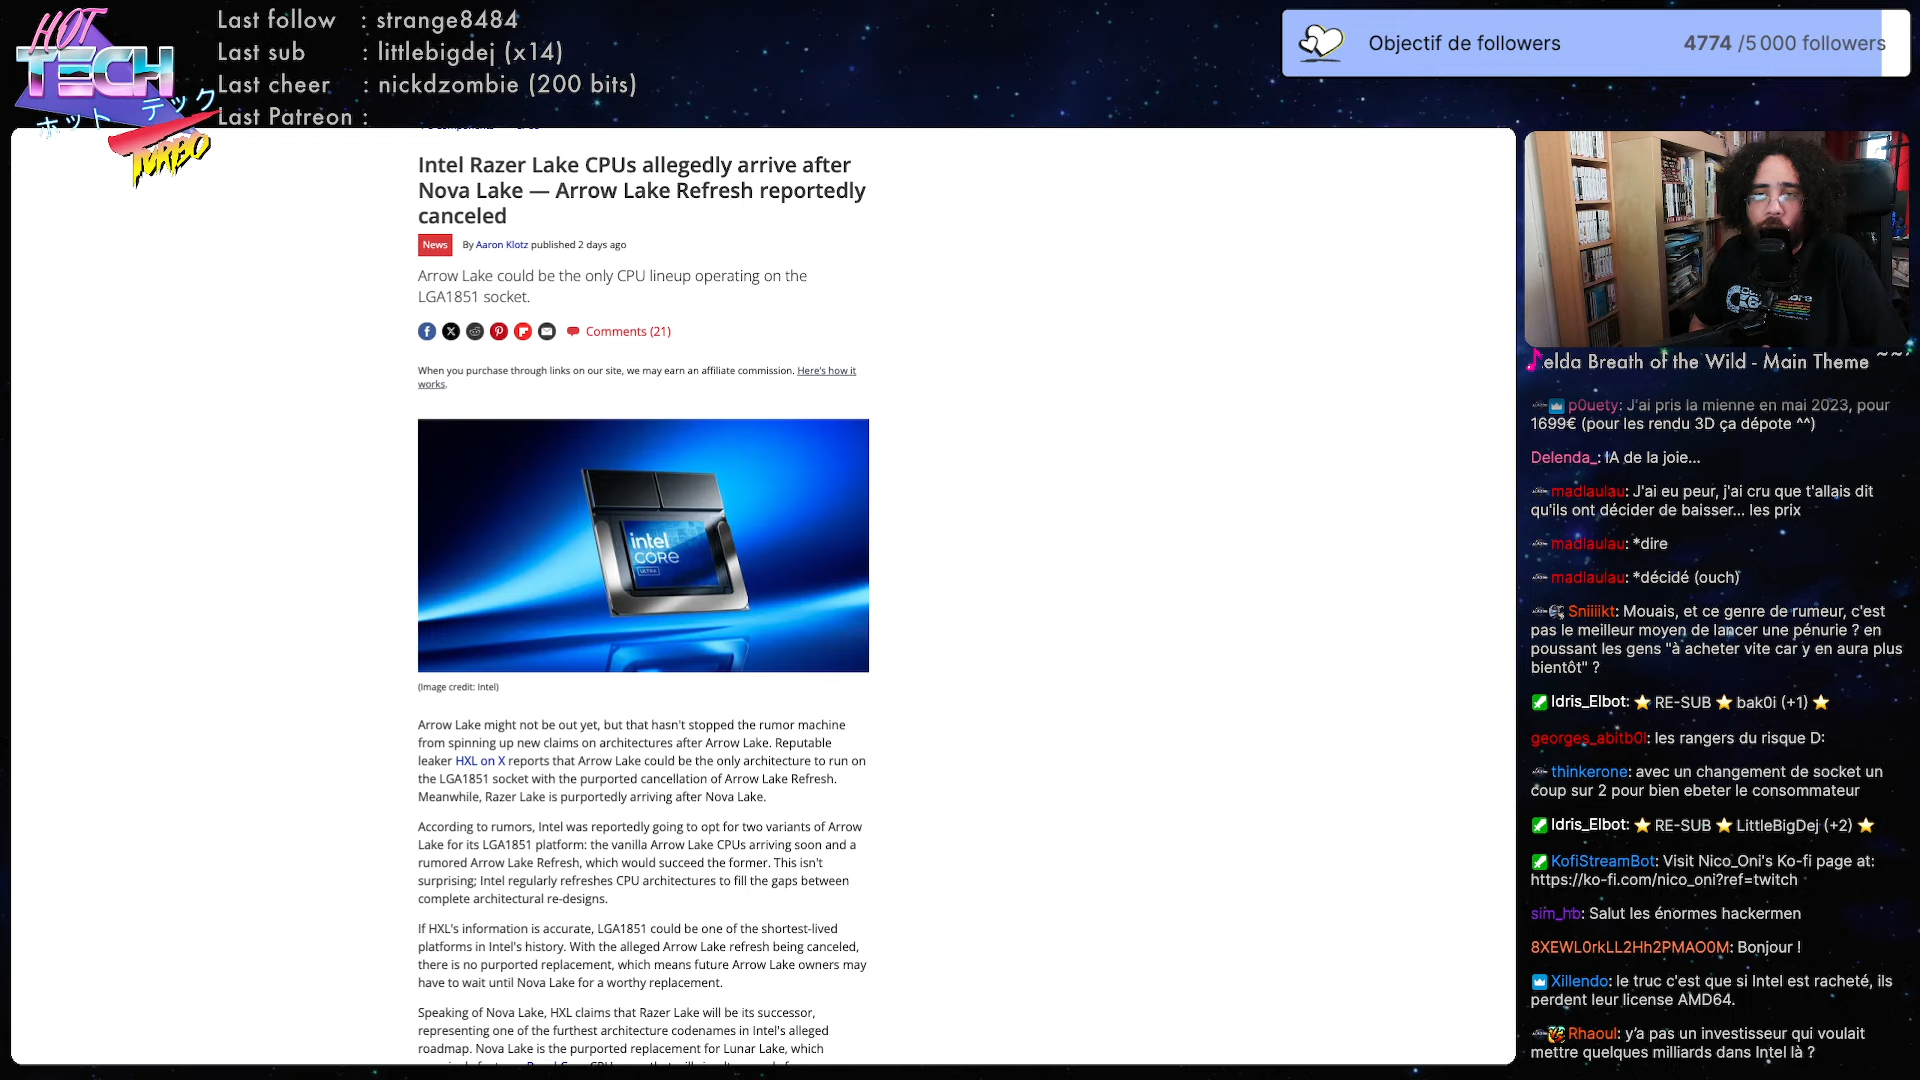 HOT
TECH
ホット テック
TURBO
Last follow : strange8484
Last sub : littlebigdej (x14)
Last cheer : nickdzombie (200 bits)
Last Patreon :
Objectif de followers 4774 /5 000 followers
Intel Razer Lake CPUs allegedly arrive after
Nova Lake — Arrow Lake Refresh reportedly
canceled
News By Aaron Klotz published 2 days ago
Arrow Lake could be the only CPU lineup operating on the
LGA1851 socket.
Comments (21)
When you purchase through links on our site, we may earn an affiliate commission. Here's how it
works.
intel
CORE
ULTRA
(Image credit: Intel)
Arrow Lake might not be out yet, but that hasn't stopped the rumor machine
from spinning up new claims on architectures after Arrow Lake. Reputable
leaker HXL on X reports that Arrow Lake could be the only architecture to run on
the LGA1851 socket with the purported cancellation of Arrow Lake Refresh.
Meanwhile, Razer Lake is purportedly arriving after Nova Lake.
According to rumors, Intel was reportedly going to opt for two variants of Arrow
Lake for its LGA1851 platform: the vanilla Arrow Lake CPUs arriving soon and a
rumored Arrow Lake Refresh, which would succeed the former. This isn't
surprising; Intel regularly refreshes CPU architectures to fill the gaps between
complete architectural re-designs.
If HXL's information is accurate, LGA1851 could be one of the shortest-lived
platforms in Intel's history. With the alleged Arrow Lake refresh being canceled,
there is no purported replacement, which means future Arrow Lake owners may
have to wait until Nova Lake for a worthy replacement.
Speaking of Nova Lake, HXL claims that Razer Lake will be its successor,
representing one of the furthest architecture codenames in Intel's alleged
roadmap. Nova Lake is the purported replacement for Lunar Lake, which
elda Breath of the Wild - Main Theme ~~
p0uety: J'ai pris la mienne en mai 2023, pour
1699€ (pour les rendu 3D ça dépote ^^)
Delenda_: IA de la joie...
madlaulau: J'ai eu peur, j'ai cru que t'allais dit
qu'ils ont décider de baisser... les prix
madlaulau: *dire
madlaulau: *décidé (ouch)
Sniiiikt: Mouais, et ce genre de rumeur, c'est
pas le meilleur moyen de lancer une pénurie ? en
poussant les gens "à acheter vite car y en aura plus
bientôt" ?
Idris_Elbot: ⭐ RE-SUB ⭐ bak0i (+1) ⭐
georges_abitb0l: les rangers du risque D:
thinkerone: avec un changement de socket un
coup sur 2 pour bien ebeter le consommateur
Idris_Elbot: ⭐ RE-SUB ⭐ LittleBigDej (+2) ⭐
KofiStreamBot: Visit Nico_Oni's Ko-fi page at:
https://ko-fi.com/nico_oni?ref=twitch
sim_hb: Salut les énormes hackermen
8XEWL0rkLL2Hh2PMAO0M: Bonjour !
Xillendo: le truc c'est que si Intel est racheté, ils
perdent leur license AMD64.
Rhaoul: y'a pas un investisseur qui voulait
mettre quelques milliards dans Intel là ?